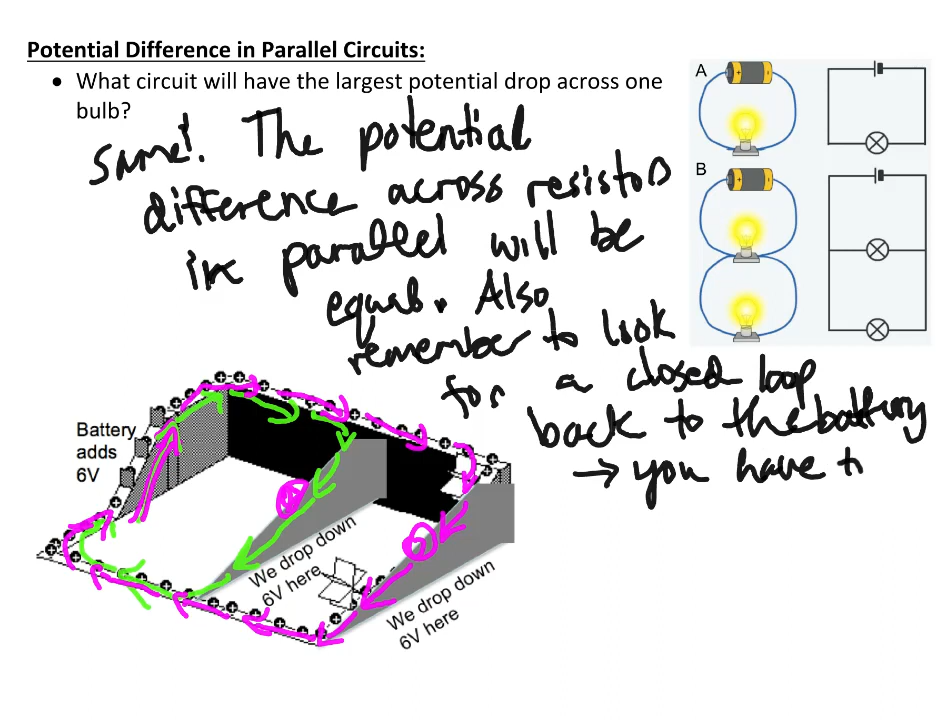 Potential Difference in Parallel Circuits:
• What circuit will have the largest potential drop across one
bulb?
same! The potential
difference across resistors
in parallel will be
equal. Also
remember to look
for a closed loop
back to the battery
→ you have t
A
B
Battery
adds
6V
We drop down
6V here
We drop down
6V here